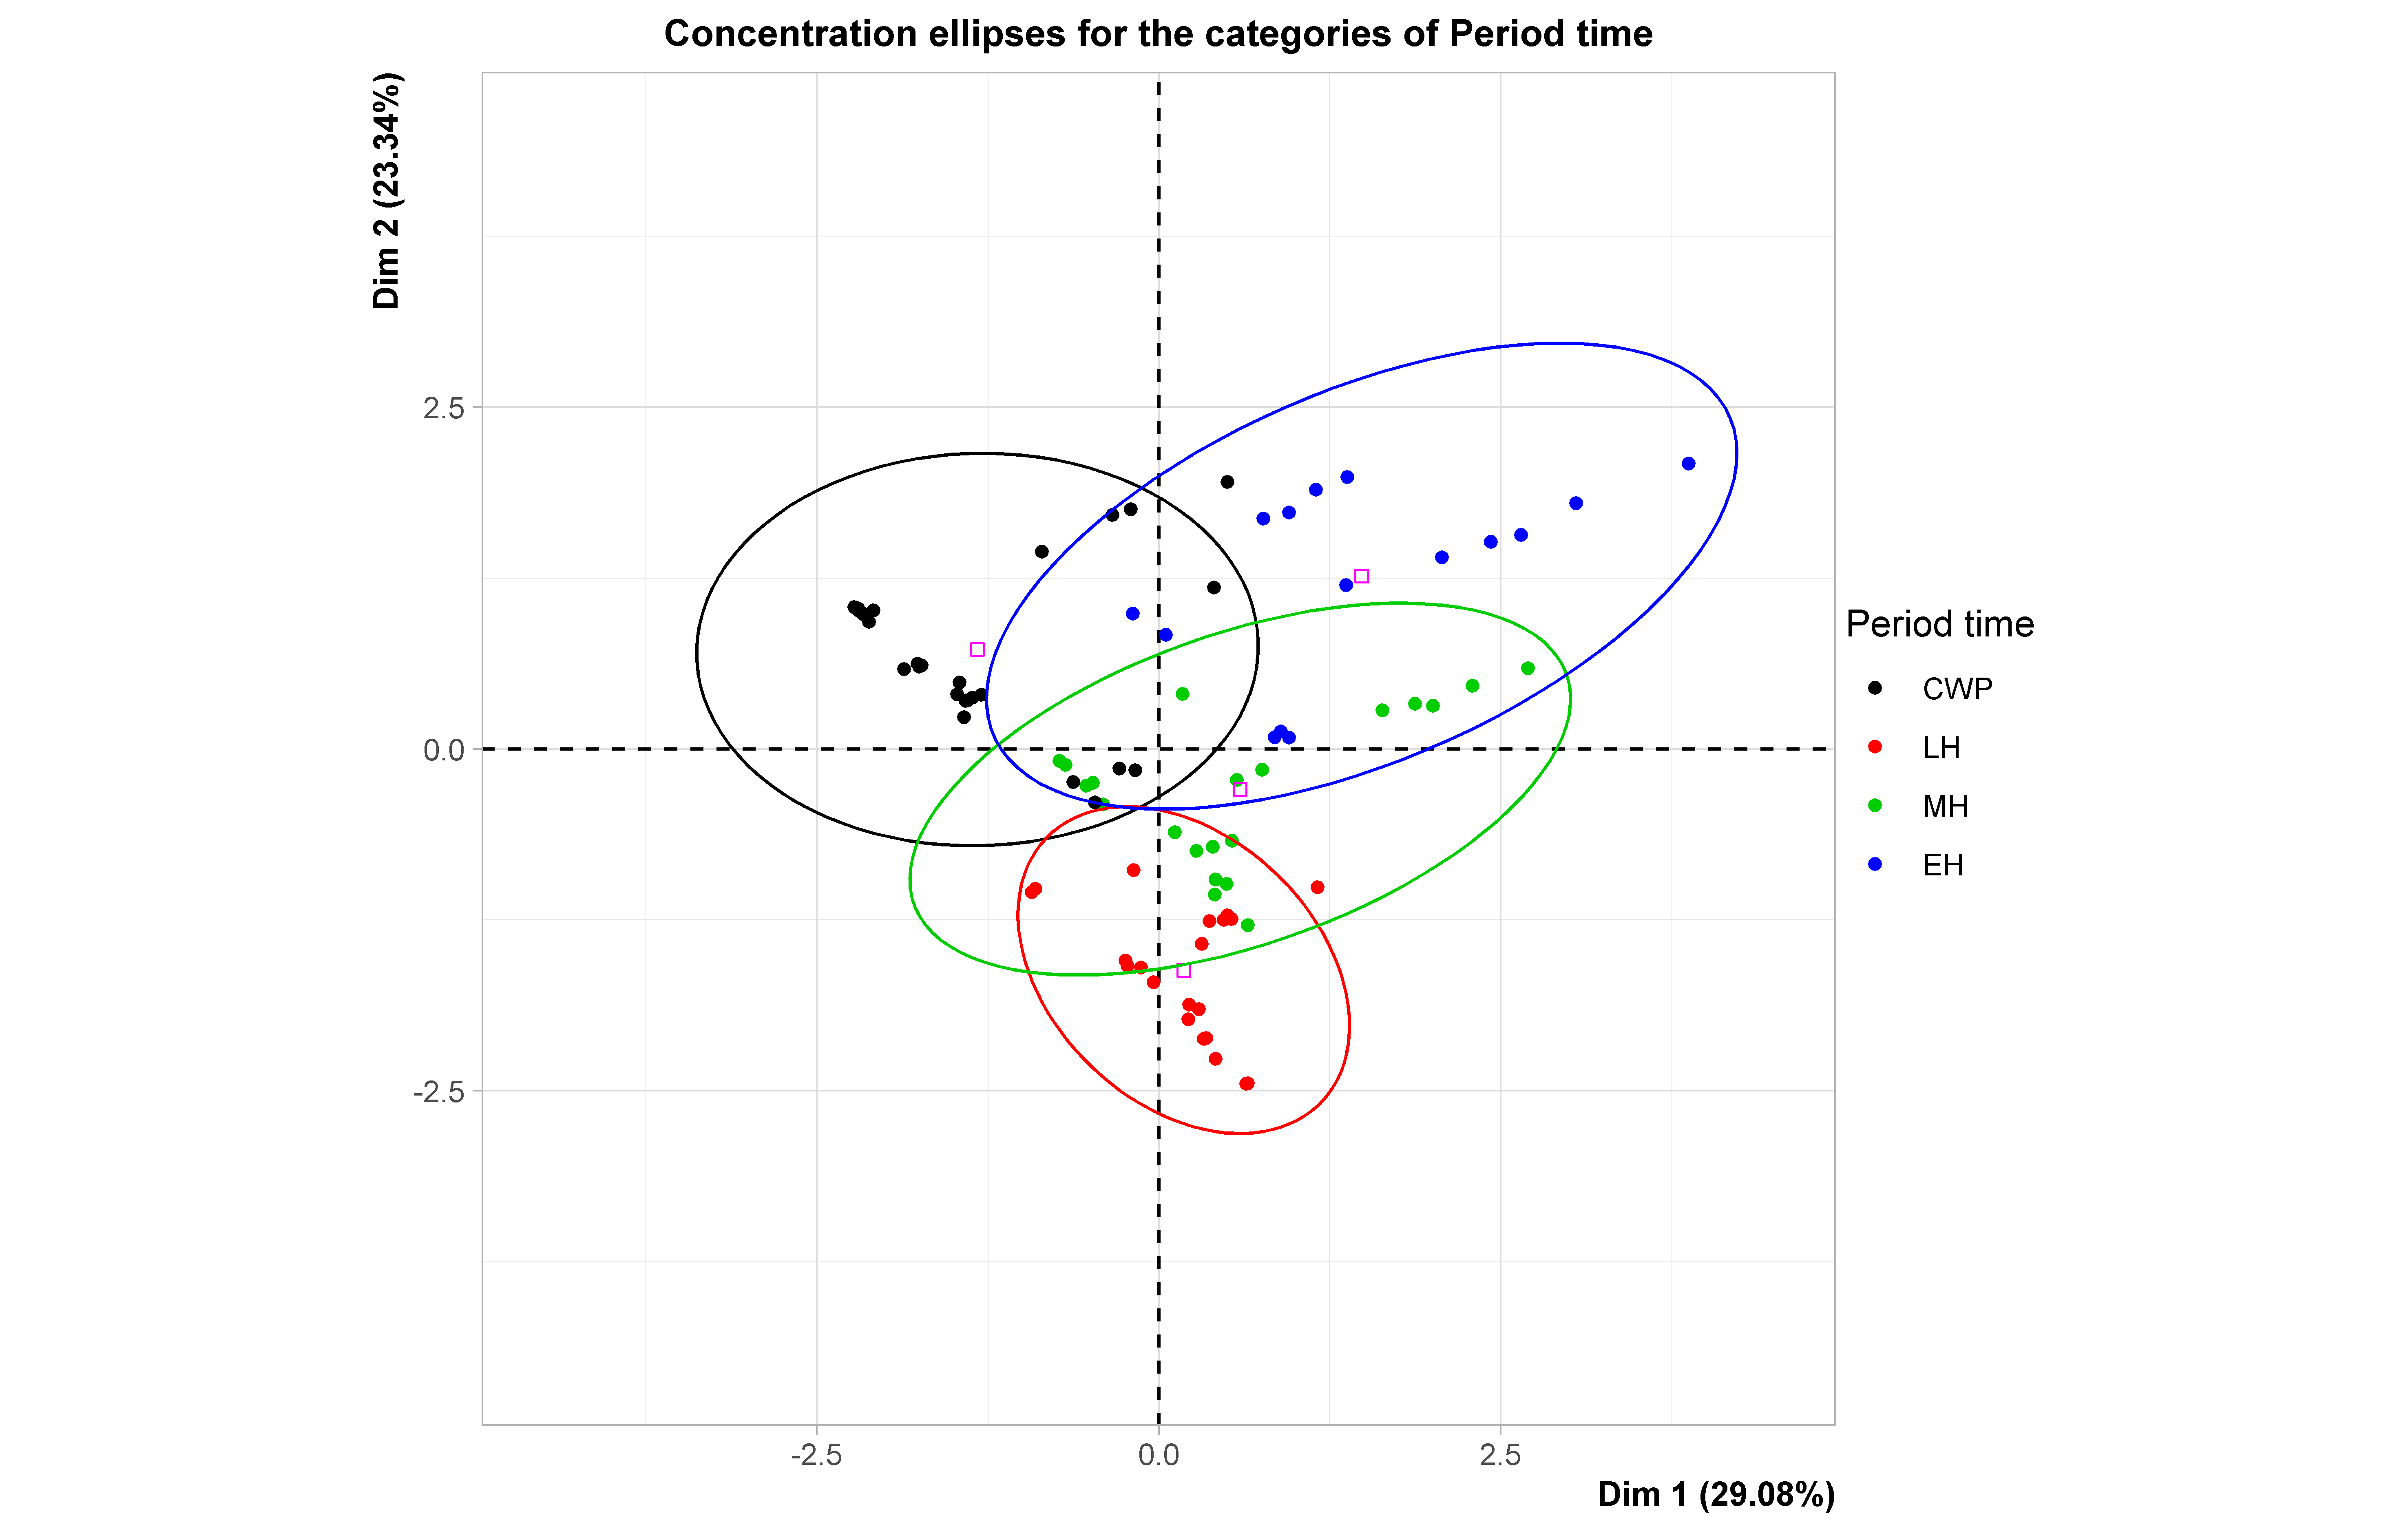 Concentration ellipses for the categories of Period time
Dim 2 (23.34%)
2.5
0.0
-2.5
-2.5
0.0
2.5
Dim 1 (29.08%)
Period time
CWP
LH
MH
EH